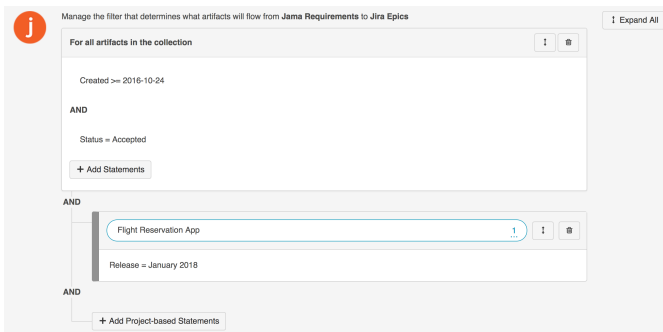 j
Manage the filter that determines what artifacts will flow from Jama Requirements to Jira Epics
Expand All
For all artifacts in the collection
Created >= 2016-10-24
AND
Status = Accepted
+ Add Statements
AND
Flight Reservation App 1
Release = January 2018
AND
+ Add Project-based Statements